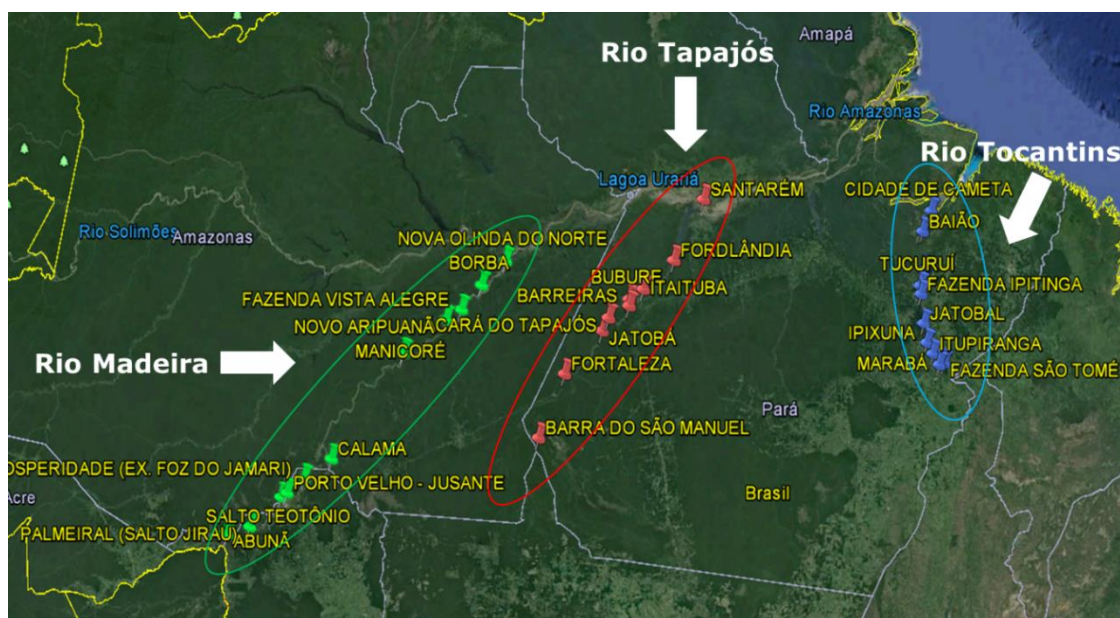 Amapá
Rio Tapajós
Rio Amazonas
Rio Tocantins
Lagoa Urariá
SANTARÉM
CIDADE DE CAMETA
BAIÃO
Rio Solimões
Amazonas
NOVA OLINDA DO NORTE
BORBA
FORDLÂNDIA
TUCURUÍ
BUBURE
ITAITUBA
FAZENDA IPITINGA
FAZENDA VISTA ALEGRE
BARREIRAS
NOVO ARIPUANÃ
CARÁ DO TAPAJÓS
JATOBAL
JATOBÁ
IPIXUNA
ITUPIRANGA
MANICORÉ
Rio Madeira
FORTALEZA
MARABÁ
FAZENDA SÃO TOMÉ
Pará
BARRA DO SÃO MANUEL
CALAMA
OSPERIDADE (EX. FOZ DO JAMARI)
PORTO VELHO - JUSANTE
Brasil
Acre
SALTO TEOTÔNIO
PALMEIRAL (SALTO JIRAU)
ABUNÃ